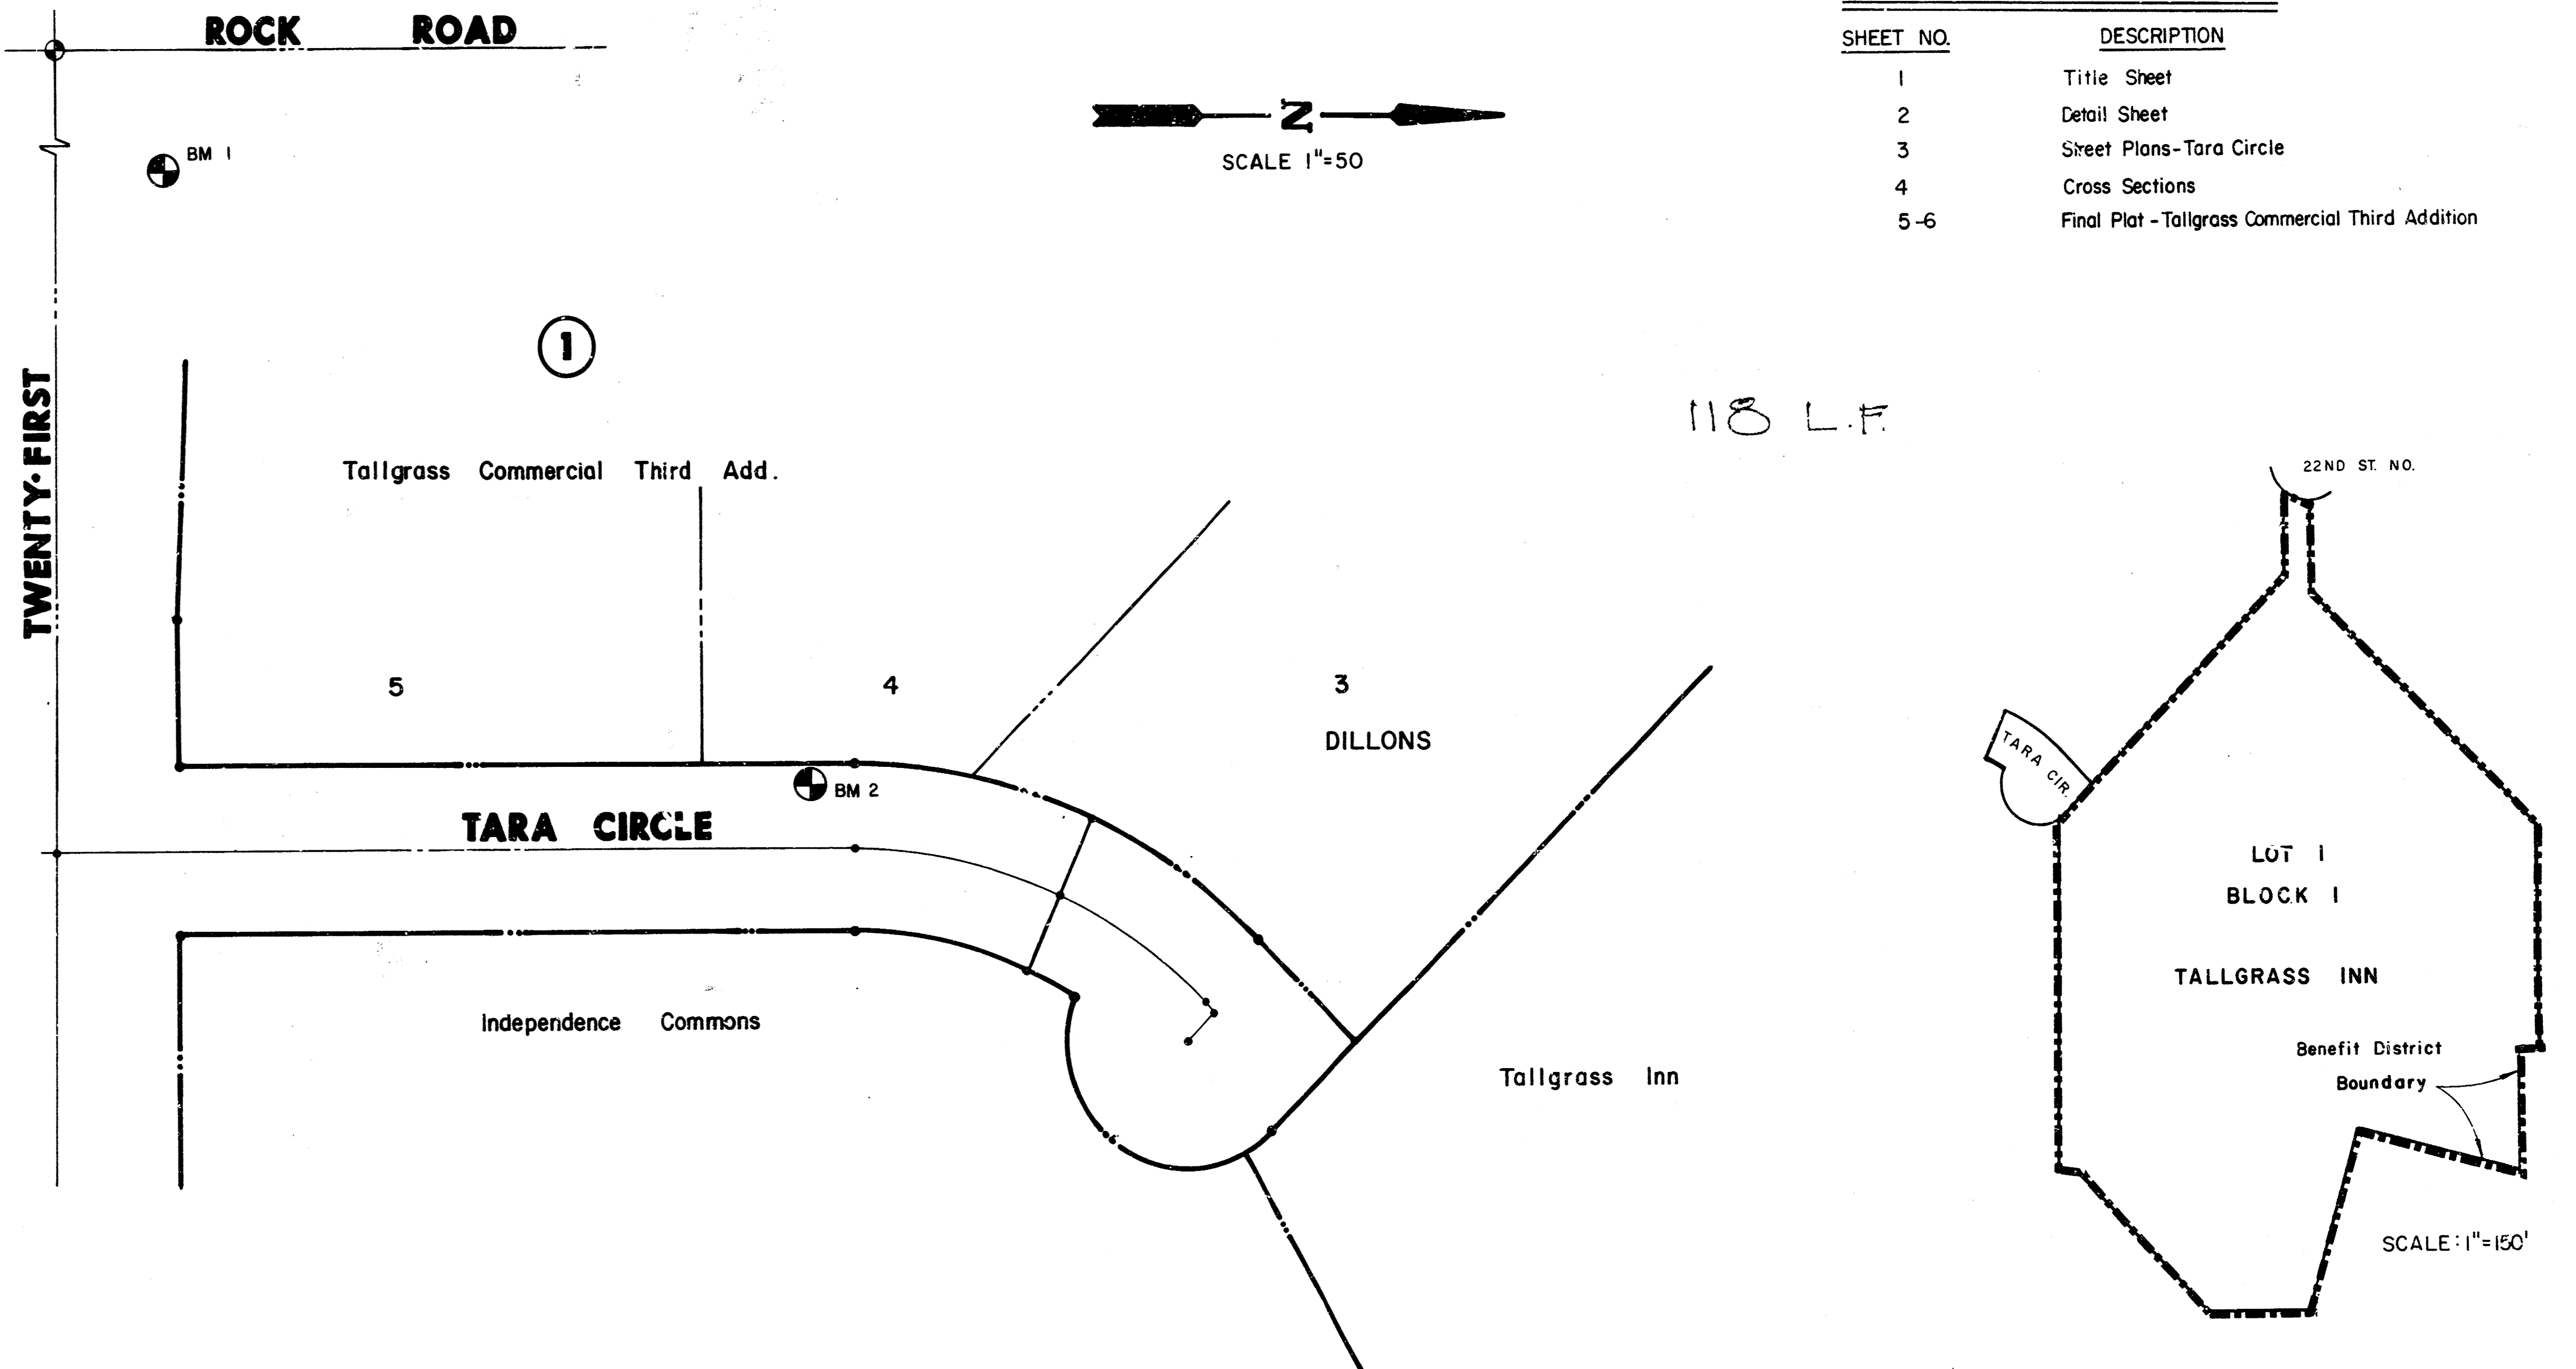 ROCK ROAD
SHEET NO. DESCRIPTION
1 Title Sheet
2 Detail Sheet
3 Street Plans-Tara Circle
4 Cross Sections
5-6 Final Plat-Tallgrass Commercial Third Addition
N
SCALE 1"=50
BM 1
1
TWENTY-FIRST
118 L.F.
Tallgrass Commercial Third Add.
5
4
3
DILLONS
BM 2
TARA CIRCLE
Independence Commons
Tallgrass Inn
22ND ST. NO.
TARA CIR.
LOT 1
BLOCK 1
TALLGRASS INN
Benefit District
Boundary
SCALE: 1"=150'